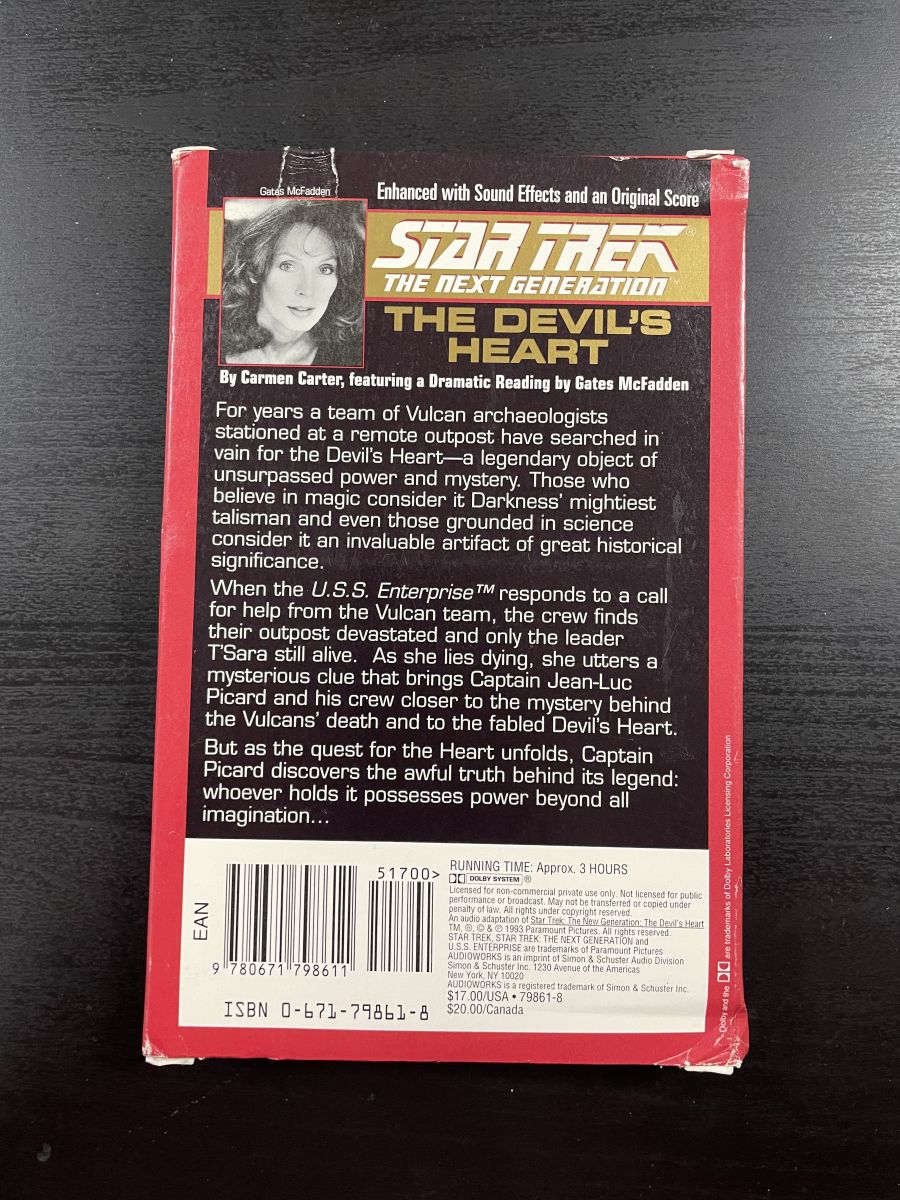 Gates McFadden
Enhanced with Sound Effects and an Original Score
STAR TREK®
THE NEXT GENERATION
THE DEVIL'S
HEART
By Carmen Carter, featuring a Dramatic Reading by Gates McFadden
For years a team of Vulcan archaeologists
stationed at a remote outpost have searched in
vain for the Devil's Heart—a legendary object of
unsurpassed power and mystery. Those who
believe in magic consider it Darkness' mightiest
talisman and even those grounded in science
consider it an invaluable artifact of great historical
significance.
When the U.S.S. Enterprise™ responds to a call
for help from the Vulcan team, the crew finds
their outpost devastated and only the leader
T'Sara still alive. As she lies dying, she utters a
mysterious clue that brings Captain Jean-Luc
Picard and his crew closer to the mystery behind
the Vulcans' death and to the fabled Devil's Heart.
But as the quest for the Heart unfolds, Captain
Picard discovers the awful truth behind its legend:
whoever holds it possesses power beyond all
imagination...
EAN
51700>
9 780671 798611
ISBN 0-671-79861-8
RUNNING TIME: Approx. 3 HOURS
DOLBY SYSTEM ®
Licensed for non-commercial private use only. Not licensed for public
performance or broadcast. May not be transferred or copied under
penalty of law. All rights under copyright reserved.
An audio adaptation of Star Trek: The New Generation: The Devil's Heart
TM, ®, © & ℗ 1993 Paramount Pictures. All rights reserved.
STAR TREK, STAR TREK: THE NEXT GENERATION and
U.S.S. ENTERPRISE are trademarks of Paramount Pictures
AUDIOWORKS is an imprint of Simon & Schuster Audio Division
Simon & Schuster Inc. 1230 Avenue of the Americas
New York, NY 10020
AUDIOWORKS is a registered trademark of Simon & Schuster Inc.
$17.00/USA • 79861-8
$20.00/Canada
Dolby and the are trademarks of Dolby Laboratories Licensing Corporation